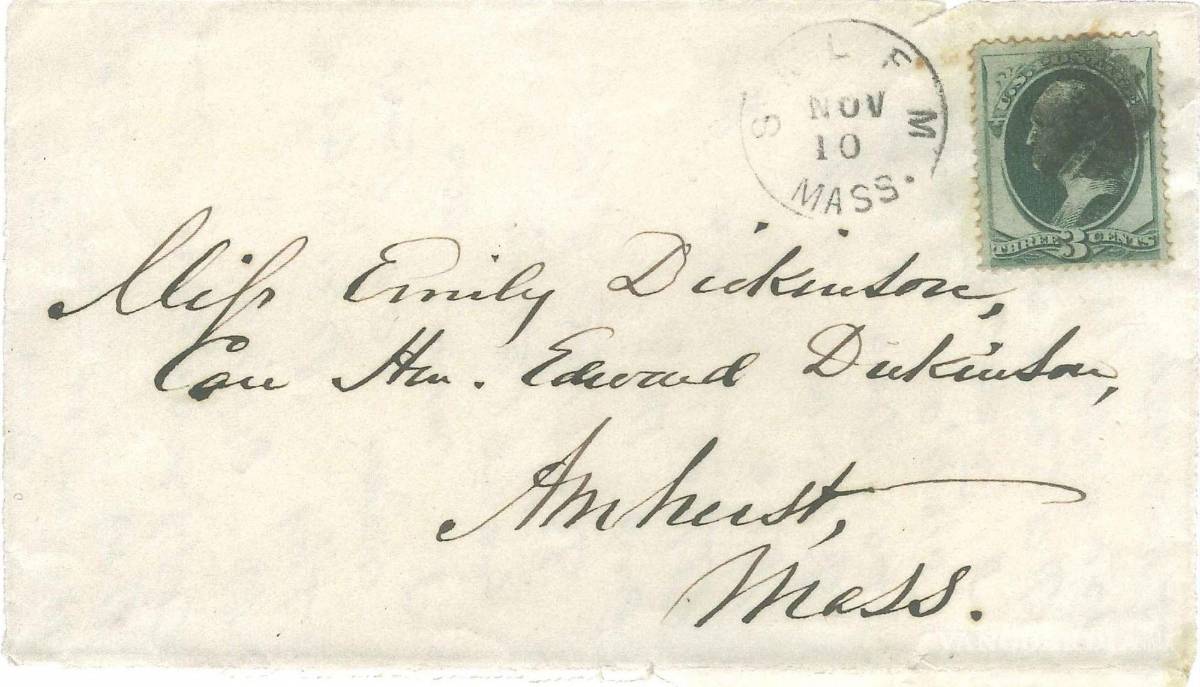 SALEM
NOV
10
MASS.
U.S. POSTAGE
THREE 3 CENTS
Miſs Emily Dickinson,
Care Hon. Edward Dickinson,
Amherst,
Mass.